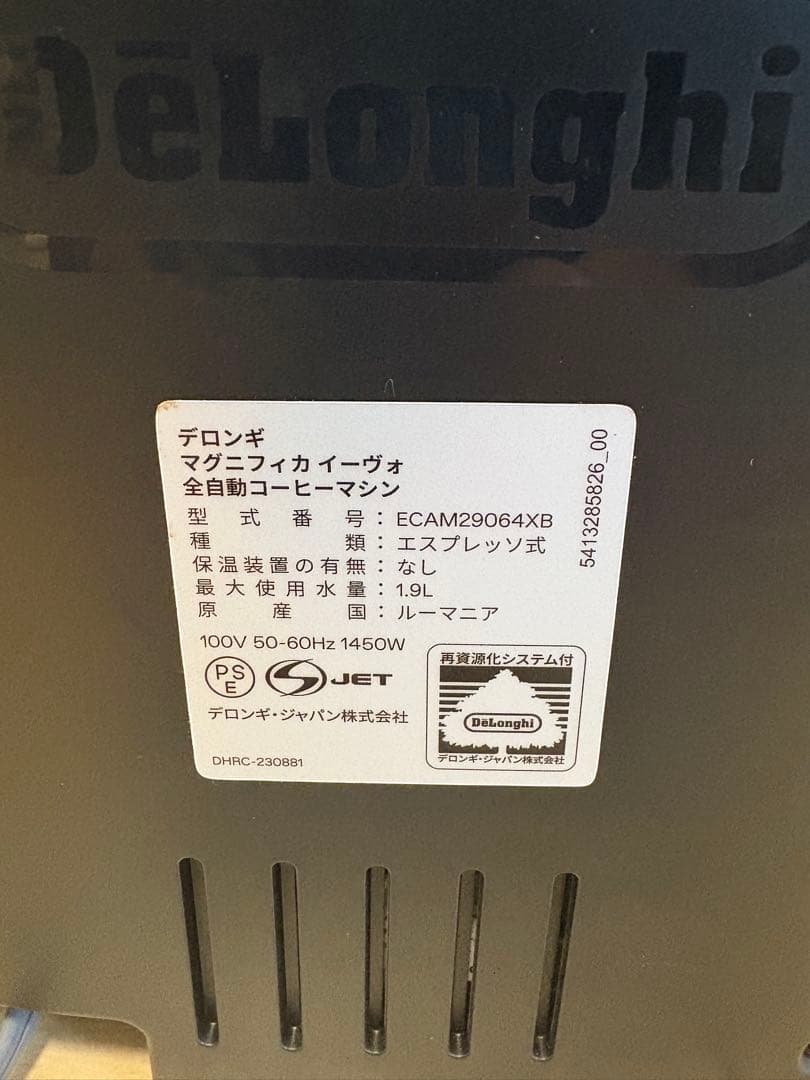 DēLonghi
デロンギ
マグニフィカ イーヴォ
全自動コーヒーマシン
型式番号：ECAM29064XB
種類：エスプレッソ式
保温装置の有無：なし
最大使用水量：1.9L
原産国：ルーマニア
100V 50-60Hz 1450W
PS
E
JET
デロンギ・ジャパン株式会社
DHRC-230881
再資源化システム付
DēLonghi
デロンギ・ジャパン株式会社
5413285826_00